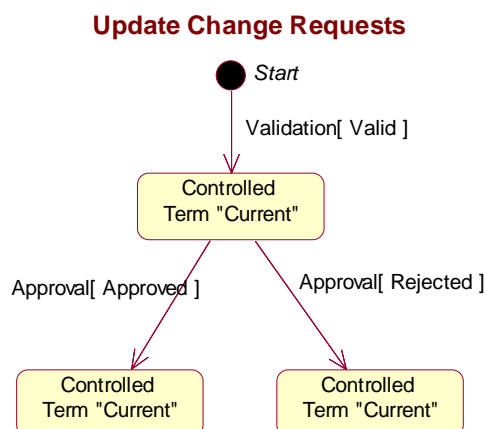 Update Change Requests
Start
Validation[ Valid ]
Controlled
Term "Current"
Approval[ Approved ]
Approval[ Rejected ]
Controlled
Term "Current"
Controlled
Term "Current"